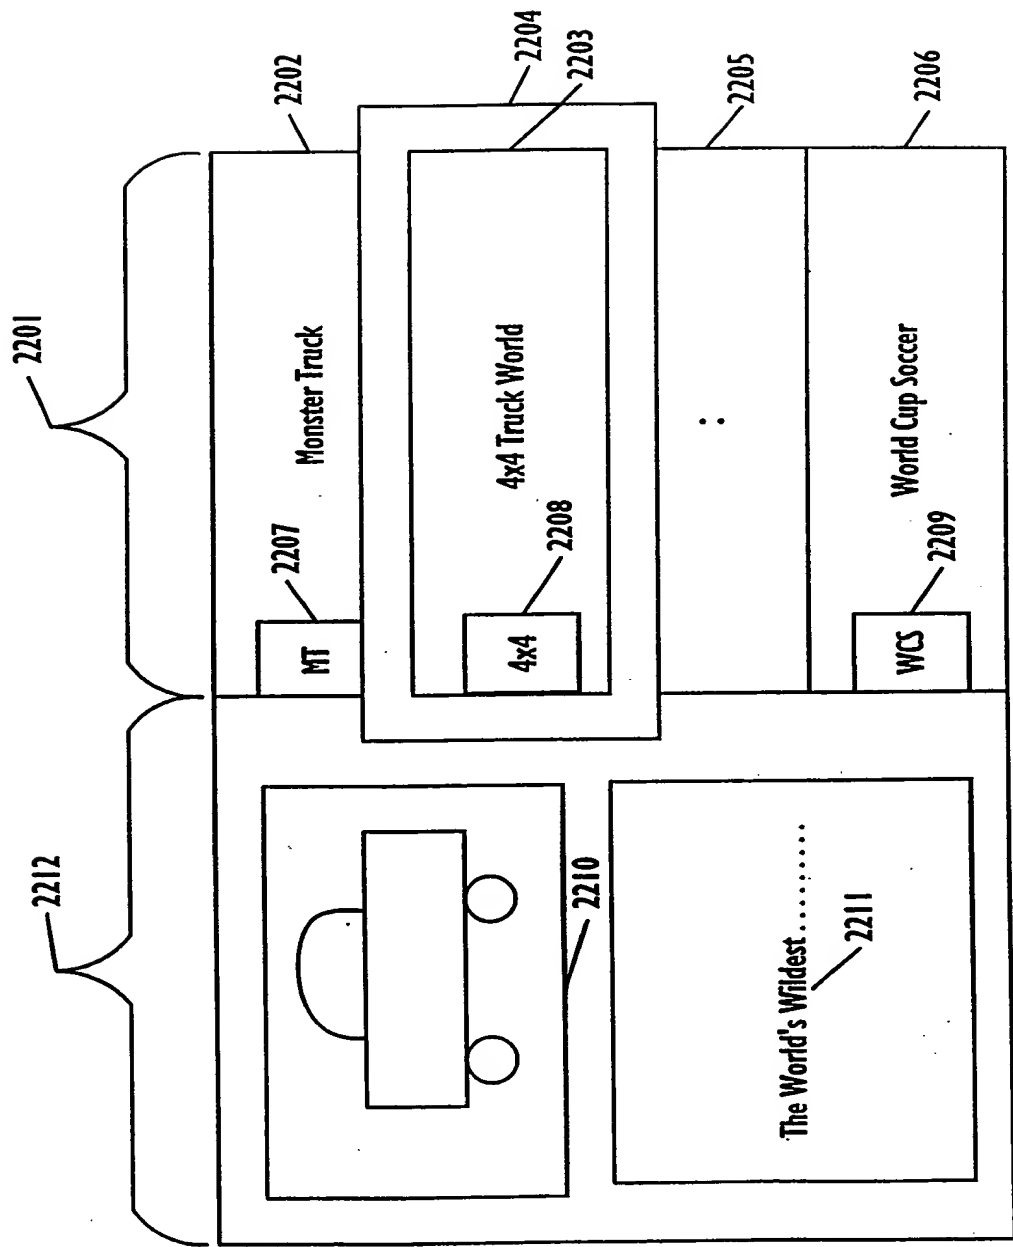 2212
2201
2202
2204
2203
2205
2206
MT
2207
Monster Truck
4x4
2208
4x4 Truck World
:
WCS
2209
World Cup Soccer
2210
The World's Wildest..........
2211